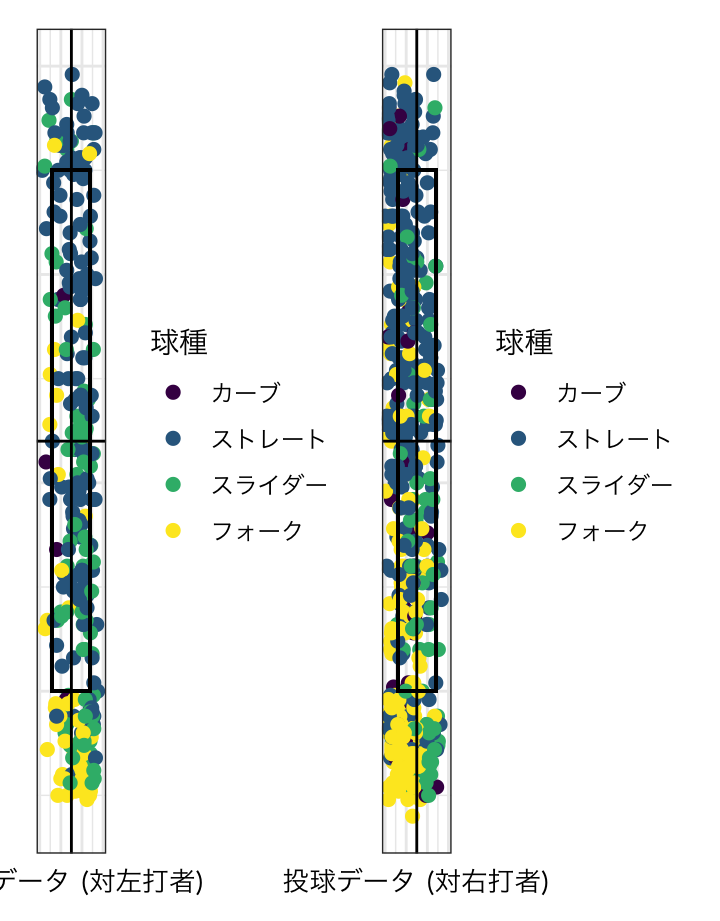 球種
カーブ
ストレート
スライダー
フォーク
球種
カーブ
ストレート
スライダー
フォーク
データ (対左打者)
投球データ (対右打者)